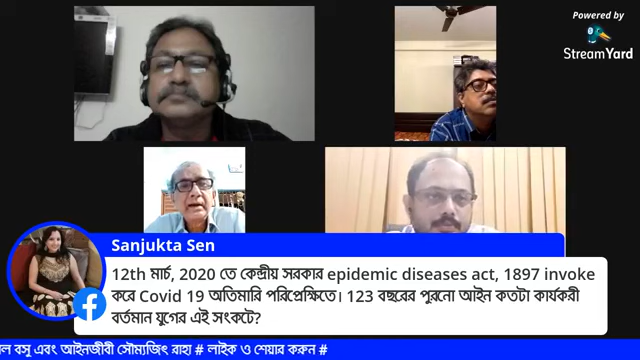 Powered by
StreamYard
Sanjukta Sen
12th মার্চ, 2020 তে কেন্দ্রীয় সরকার epidemic diseases act, 1897 invoke
করে Covid 19 অতিমারি পরিপ্রেক্ষিতে। 123 বছরের পুরনো আইন কতটা কার্যকরী
বর্তমান যুগের এই সংকটে?
বসু এবং আইনজীবী সৌম্যজিৎ রাহা # লাইক ও শেয়ার করুন #